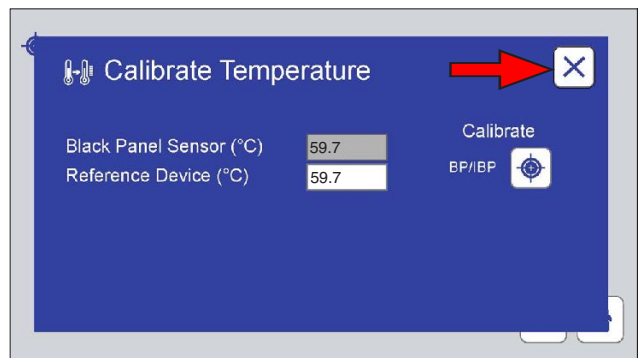 Calibrate Temperature
Calibrate
Black Panel Sensor (°C) 59.7
BP/IBP
Reference Device (°C) 59.7